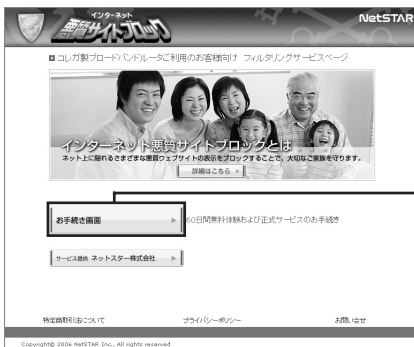 インターネット
悪質サイトブロック
NetSTAR
コレガ製ブロードバンドルータご利用のお客様向け フィルタリングサービスページ
インターネット悪質サイトブロックとは
ネット上に隠れるさまざまな悪質ウェブサイトの表示をブロックすることで、大切なご家族を守ります。
詳細はこちら
お手続き画面
60日間無料体験および正式サービスのお手続き
サービス提供 ネットスター株式会社
特定商取引法について
プライバシーポリシー
お問い合せ
Copyright© 2006 NetSTAR Inc., All rights reserved